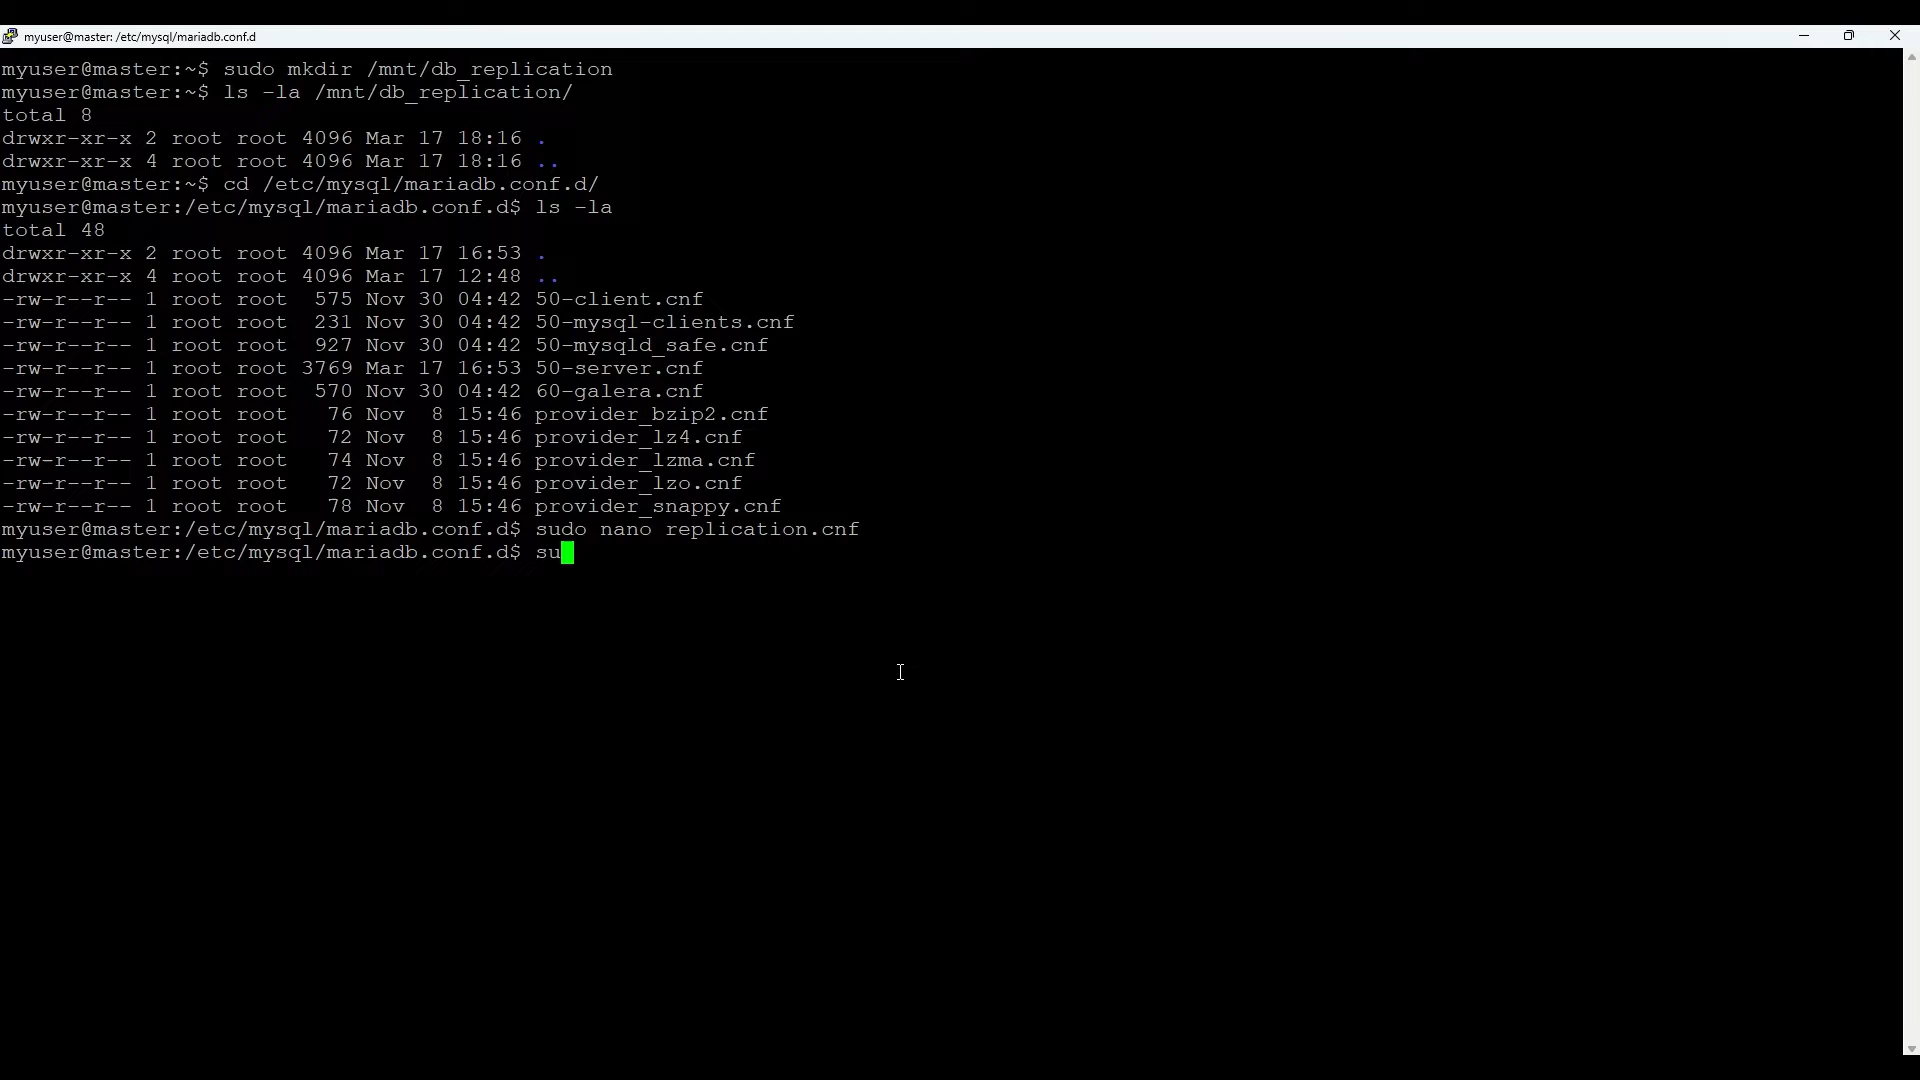 myuser@master: /etc/mysql/mariadb.conf.d
myuser@master:~$ sudo mkdir /mnt/db_replication
myuser@master:~$ ls -la /mnt/db_replication/
total 8
drwxr-xr-x 2 root root 4096 Mar 17 18:16 .
drwxr-xr-x 4 root root 4096 Mar 17 18:16 ..
myuser@master:~$ cd /etc/mysql/mariadb.conf.d/
myuser@master:/etc/mysql/mariadb.conf.d$ ls -la
total 48
drwxr-xr-x 2 root root 4096 Mar 17 16:53 .
drwxr-xr-x 4 root root 4096 Mar 17 12:48 ..
-rw-r--r-- 1 root root  575 Nov 30 04:42 50-client.cnf
-rw-r--r-- 1 root root  231 Nov 30 04:42 50-mysql-clients.cnf
-rw-r--r-- 1 root root  927 Nov 30 04:42 50-mysqld_safe.cnf
-rw-r--r-- 1 root root 3769 Mar 17 16:53 50-server.cnf
-rw-r--r-- 1 root root  570 Nov 30 04:42 60-galera.cnf
-rw-r--r-- 1 root root   76 Nov  8 15:46 provider_bzip2.cnf
-rw-r--r-- 1 root root   72 Nov  8 15:46 provider_lz4.cnf
-rw-r--r-- 1 root root   74 Nov  8 15:46 provider_lzma.cnf
-rw-r--r-- 1 root root   72 Nov  8 15:46 provider_lzo.cnf
-rw-r--r-- 1 root root   78 Nov  8 15:46 provider_snappy.cnf
myuser@master:/etc/mysql/mariadb.conf.d$ sudo nano replication.cnf
myuser@master:/etc/mysql/mariadb.conf.d$ su